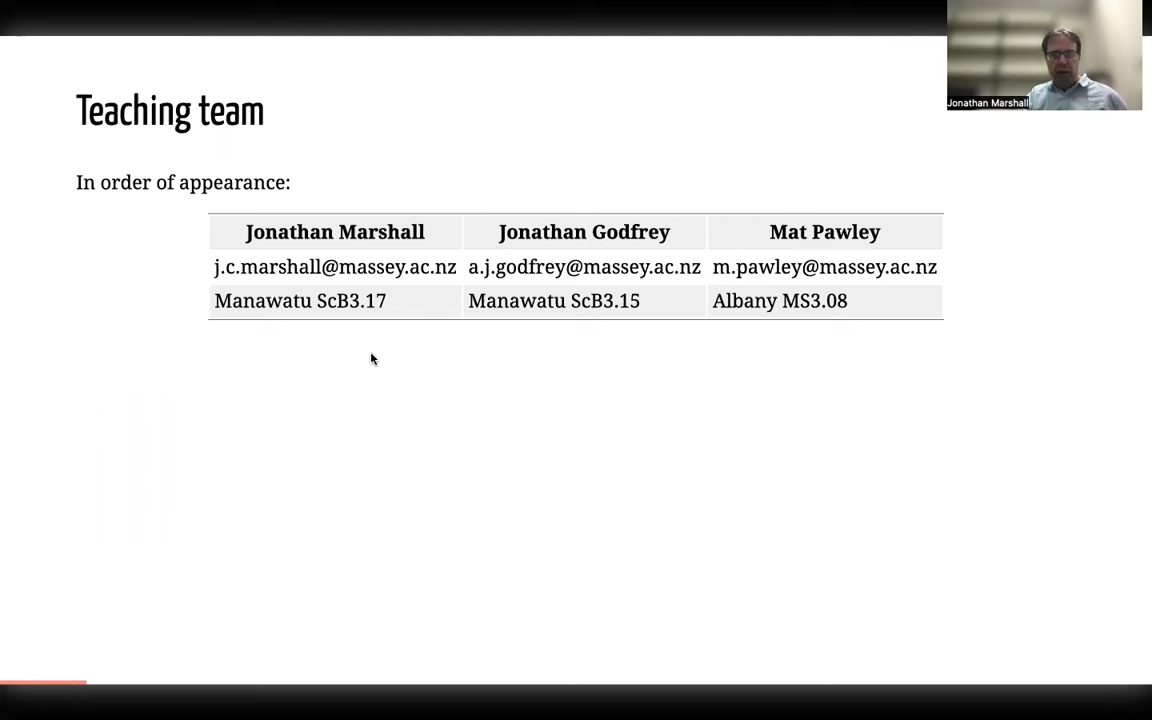 Jonathan Marshall
Teaching team
In order of appearance:
Jonathan Marshall Jonathan Godfrey Mat Pawley
j.c.marshall@massey.ac.nz a.j.godfrey@massey.ac.nz m.pawley@massey.ac.nz
Manawatu ScB3.17 Manawatu ScB3.15 Albany MS3.08